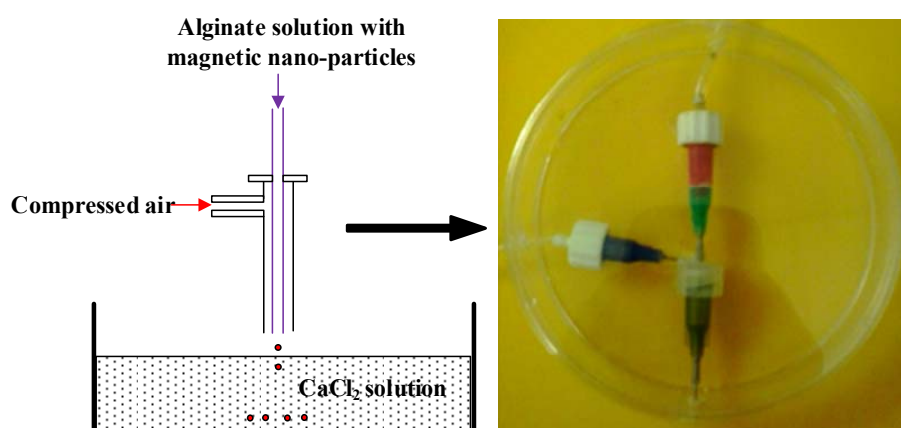 Alginate solution with
magnetic nano-particles
Compressed air
CaCl₂ solution